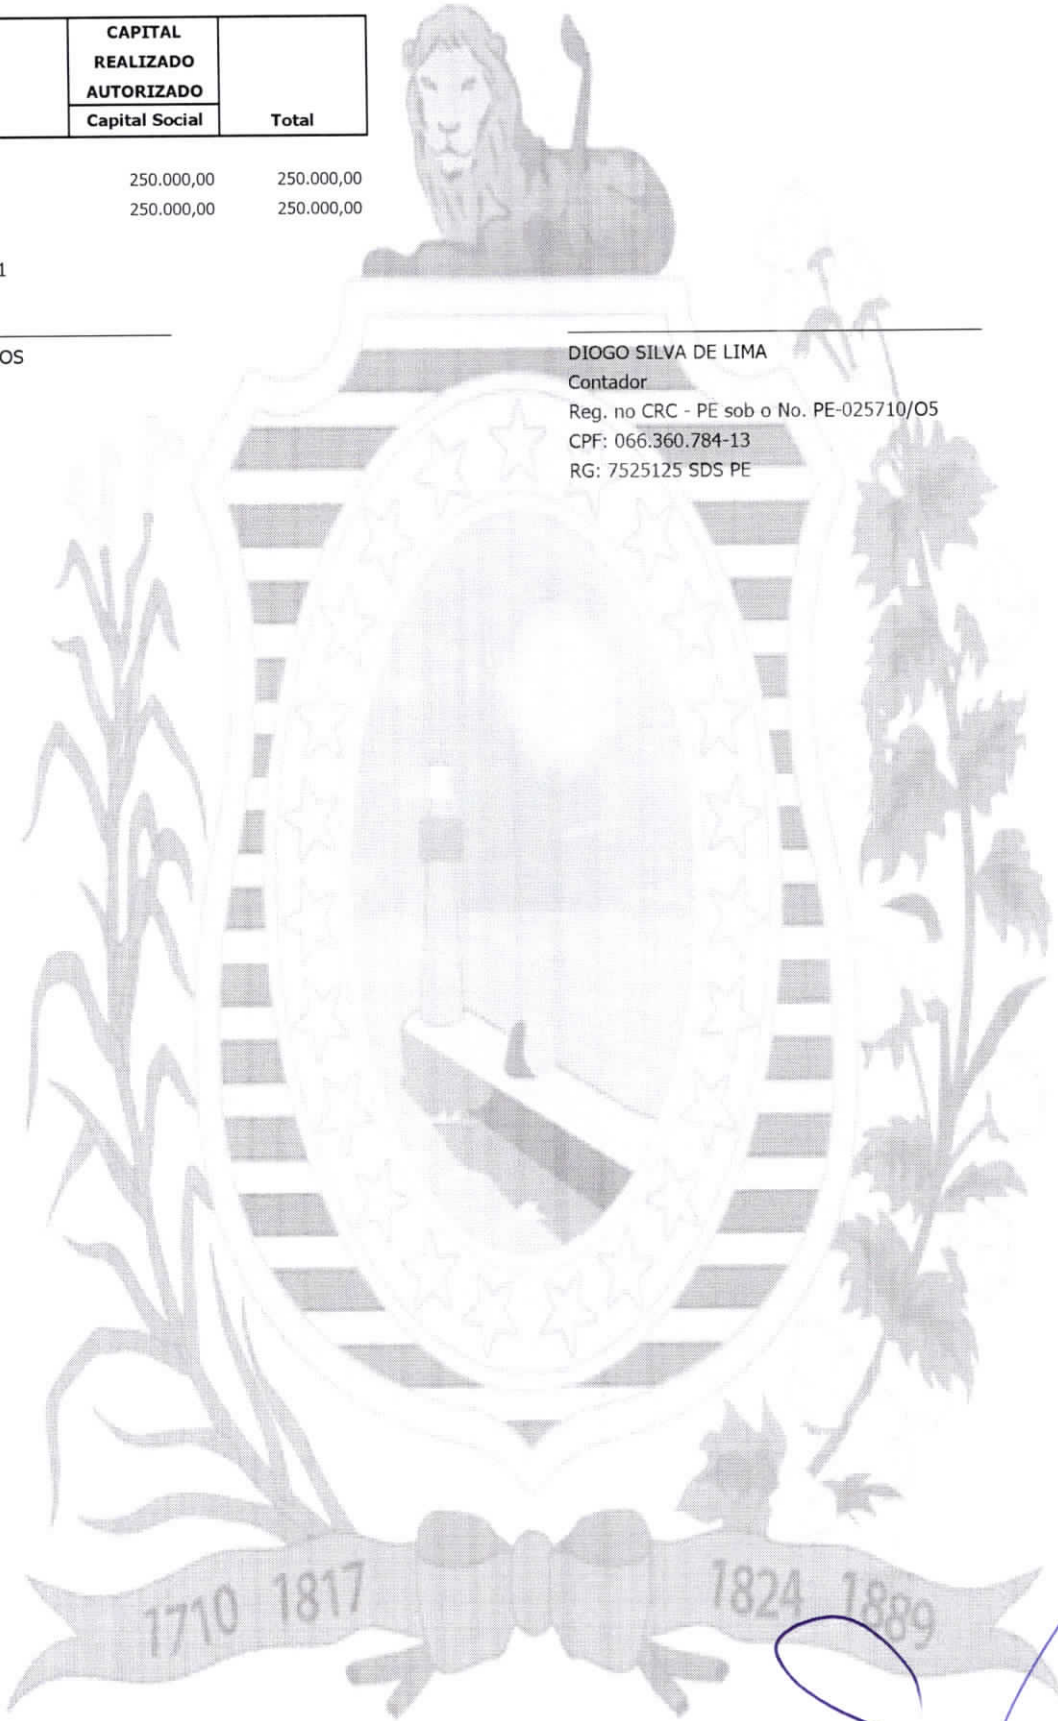 CAPITAL
REALIZADO
AUTORIZADO
Capital Social Total
250.000,00 250.000,00
250.000,00 250.000,00
1
OS
DIOGO SILVA DE LIMA
Contador
Reg. no CRC - PE sob o No. PE-025710/O5
CPF: 066.360.784-13
RG: 7525125 SDS PE
1710 1817 1824 1889